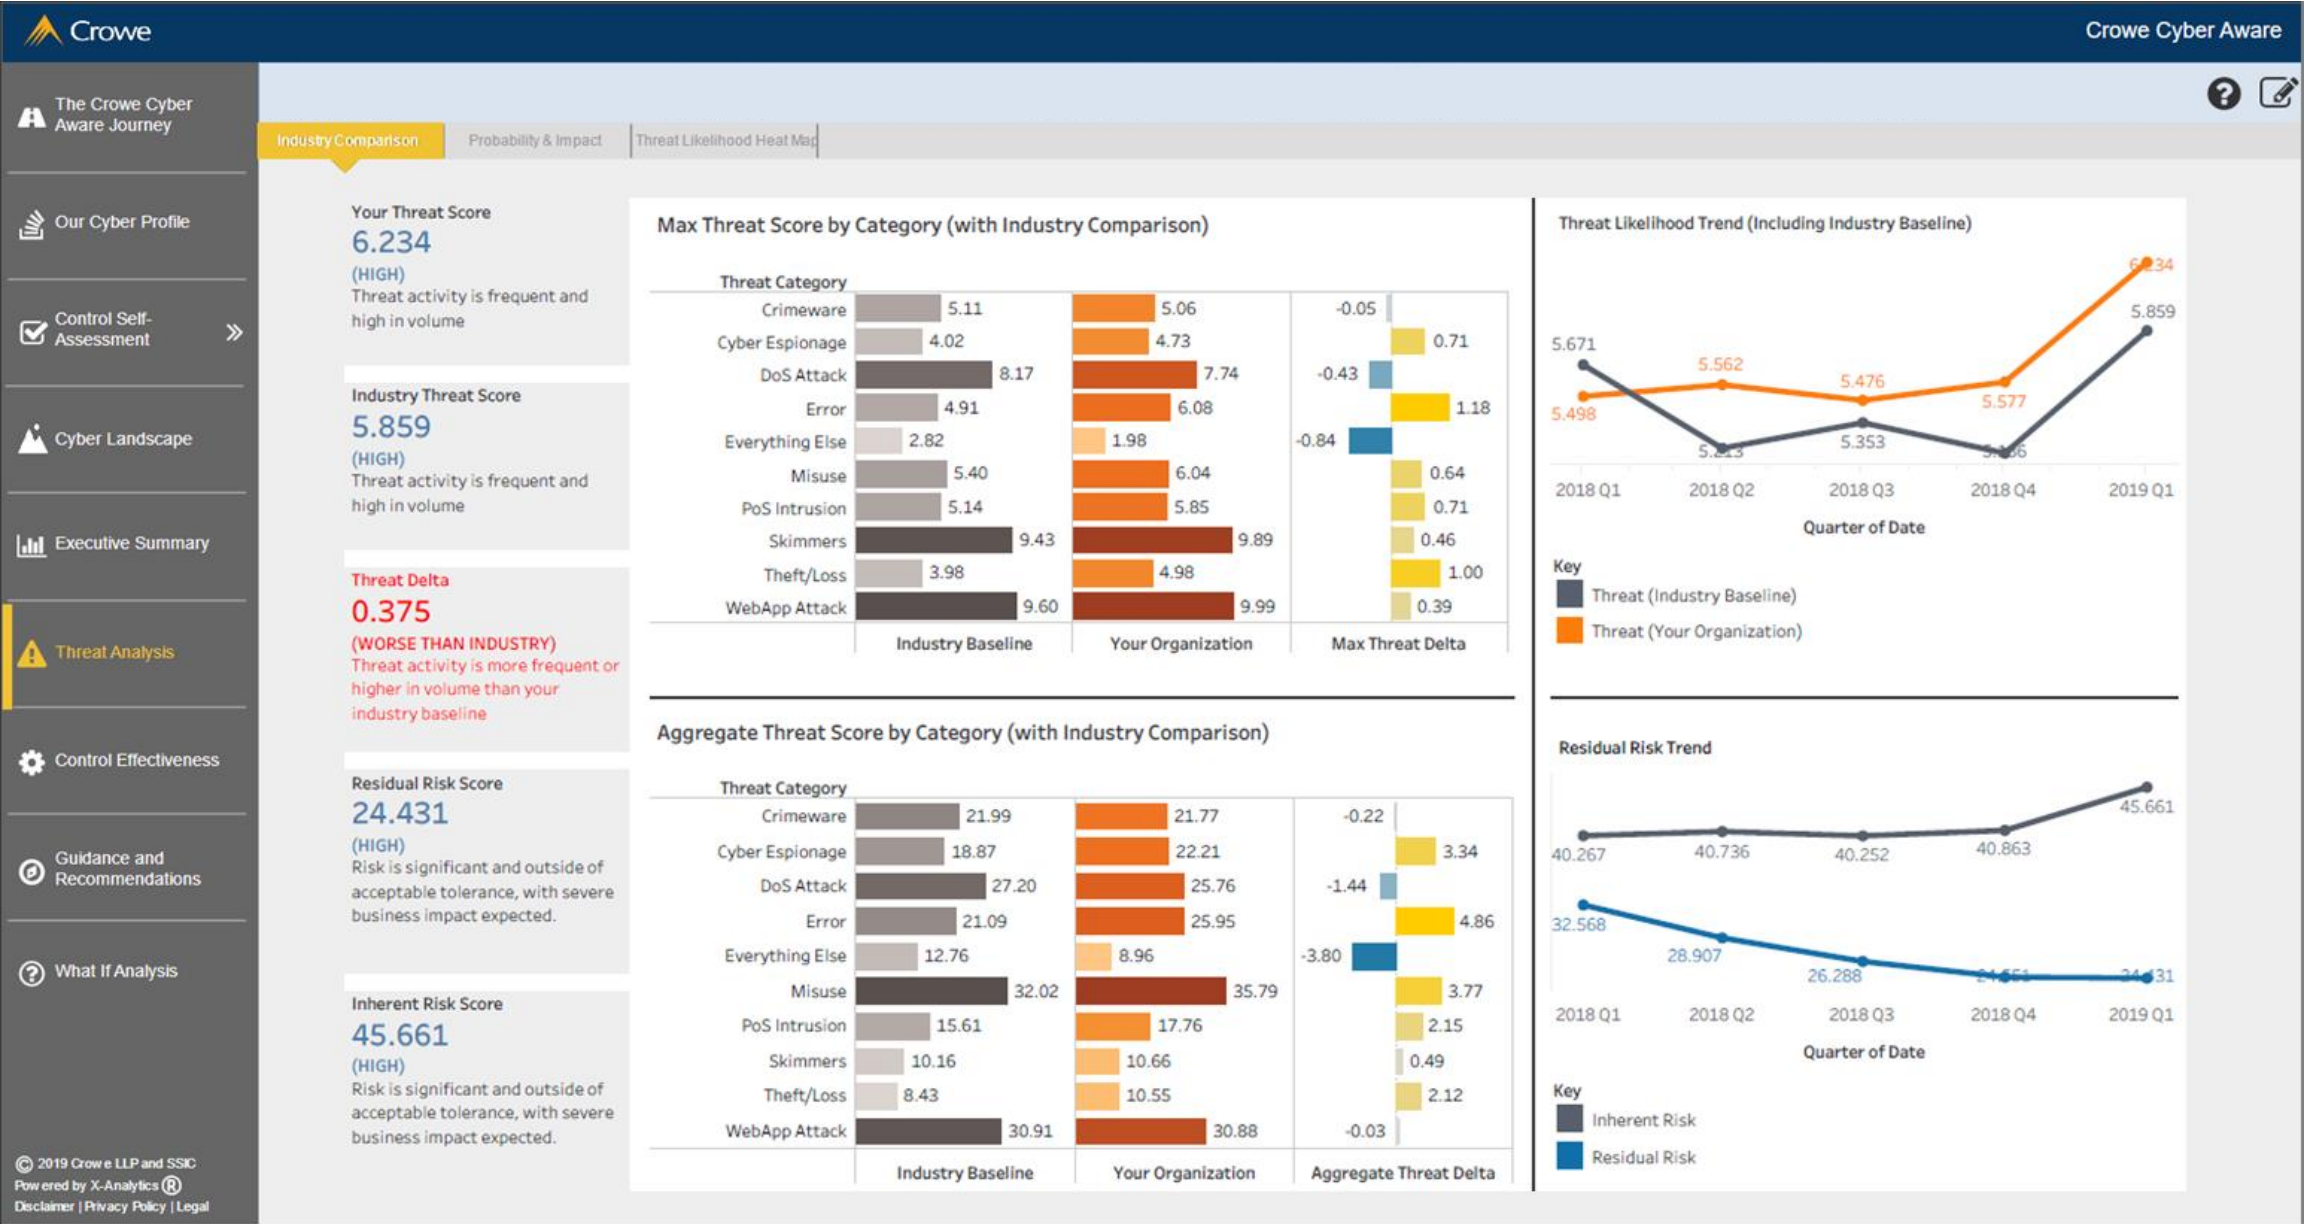 Crowe
Crowe Cyber Aware
The Crowe Cyber
Aware Journey
Our Cyber Profile
Control Self-
Assessment
Cyber Landscape
Executive Summary
Threat Analysis
Control Effectiveness
Guidance and
Recommendations
What If Analysis
© 2019 Crowe LLP and SSIC
Powered by X-Analytics ®
Disclaimer | Privacy Policy | Legal
Industry Comparison
Probability & Impact
Threat Likelihood Heat Map
Your Threat Score
6.234
(HIGH)
Threat activity is frequent and
high in volume
Industry Threat Score
5.859
(HIGH)
Threat activity is frequent and
high in volume
Threat Delta
0.375
(WORSE THAN INDUSTRY)
Threat activity is more frequent or
higher in volume than your
industry baseline
Residual Risk Score
24.431
(HIGH)
Risk is significant and outside of
acceptable tolerance, with severe
business impact expected.
Inherent Risk Score
45.661
(HIGH)
Risk is significant and outside of
acceptable tolerance, with severe
business impact expected.
Max Threat Score by Category (with Industry Comparison)
Threat Category
Crimeware 5.11 5.06 -0.05
Cyber Espionage 4.02 4.73 0.71
DoS Attack 8.17 7.74 -0.43
Error 4.91 6.08 1.18
Everything Else 2.82 1.98 -0.84
Misuse 5.40 6.04 0.64
PoS Intrusion 5.14 5.85 0.71
Skimmers 9.43 9.89 0.46
Theft/Loss 3.98 4.98 1.00
WebApp Attack 9.60 9.99 0.39
Industry Baseline Your Organization Max Threat Delta
Aggregate Threat Score by Category (with Industry Comparison)
Threat Category
Crimeware 21.99 21.77 -0.22
Cyber Espionage 18.87 22.21 3.34
DoS Attack 27.20 25.76 -1.44
Error 21.09 25.95 4.86
Everything Else 12.76 8.96 -3.80
Misuse 32.02 35.79 3.77
PoS Intrusion 15.61 17.76 2.15
Skimmers 10.16 10.66 0.49
Theft/Loss 8.43 10.55 2.12
WebApp Attack 30.91 30.88 -0.03
Industry Baseline Your Organization Aggregate Threat Delta
Threat Likelihood Trend (Including Industry Baseline)
6.234
5.859
5.671
5.562
5.476
5.577
5.498
5.213
5.353
2018 Q1 2018 Q2 2018 Q3 2018 Q4 2019 Q1
Quarter of Date
Key
Threat (Industry Baseline)
Threat (Your Organization)
Residual Risk Trend
45.661
40.267 40.736 40.252 40.863
32.568
28.907
26.288
24.431
2018 Q1 2018 Q2 2018 Q3 2018 Q4 2019 Q1
Quarter of Date
Key
Inherent Risk
Residual Risk